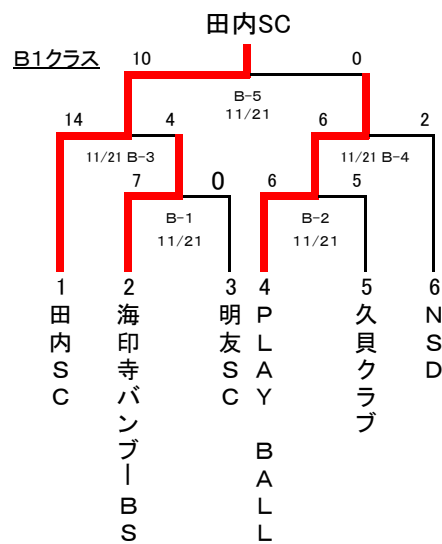 田内SC
B1クラス
10 0
B-5
11/21
14 4 6 2
11/21 B-3 11/21 B-4
7 0 6 5
B-1 B-2
11/21 11/21
1 2 3 4 5 6
田内SC
海印寺バンブーBS
明友SC
PLAY BALL
久貝クラブ
NSD